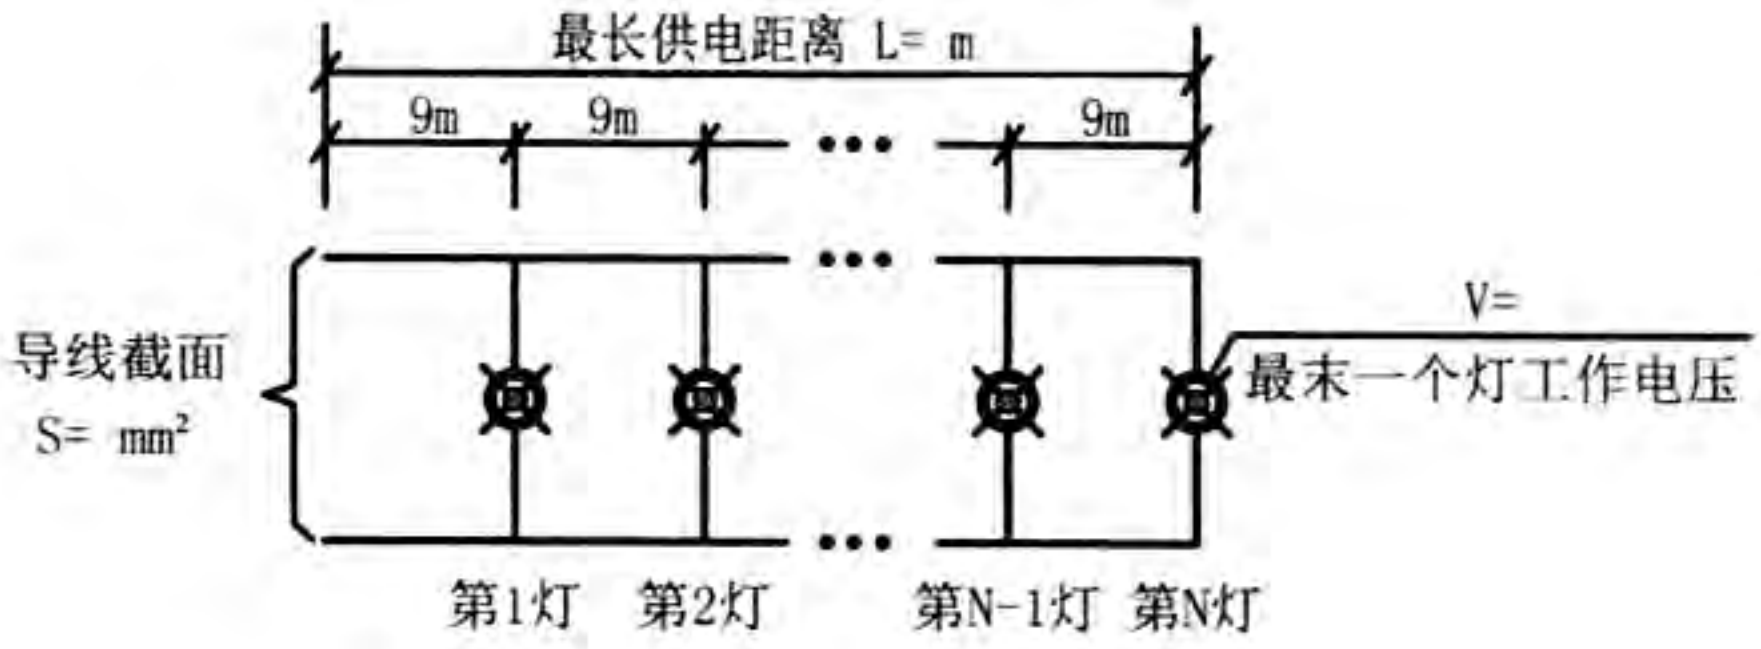 最长供电距离 L= m
9m 9m ••• 9m
•••
导线截面
S= mm²
V=
最末一个灯工作电压
•••
第1灯 第2灯 第N-1灯 第N灯